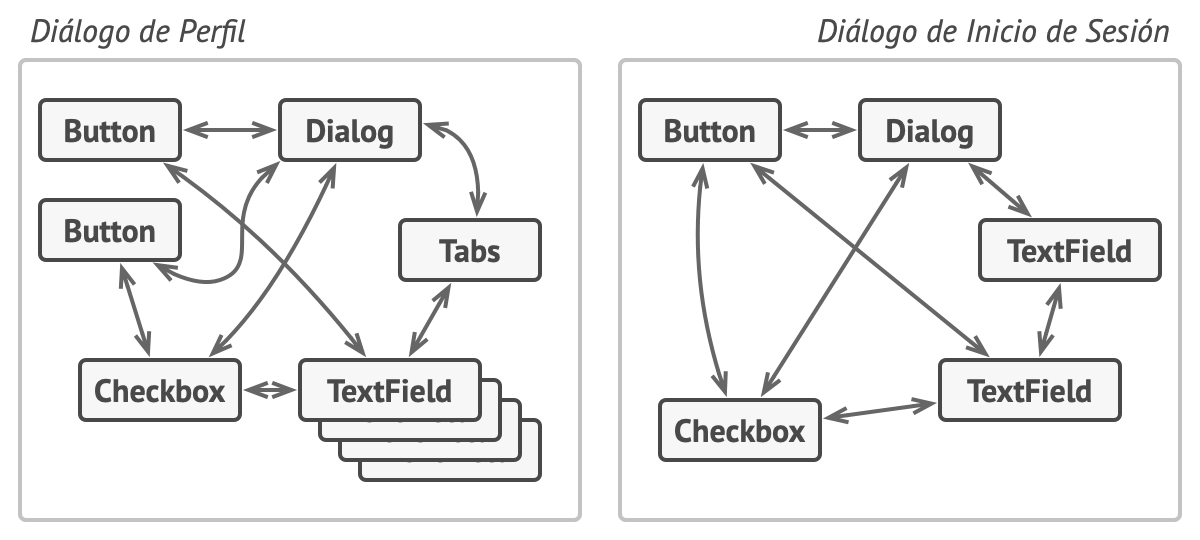 Diálogo de Perfil
Button
Dialog
Button
Tabs
Checkbox
TextField
Diálogo de Inicio de Sesión
Button
Dialog
TextField
TextField
Checkbox